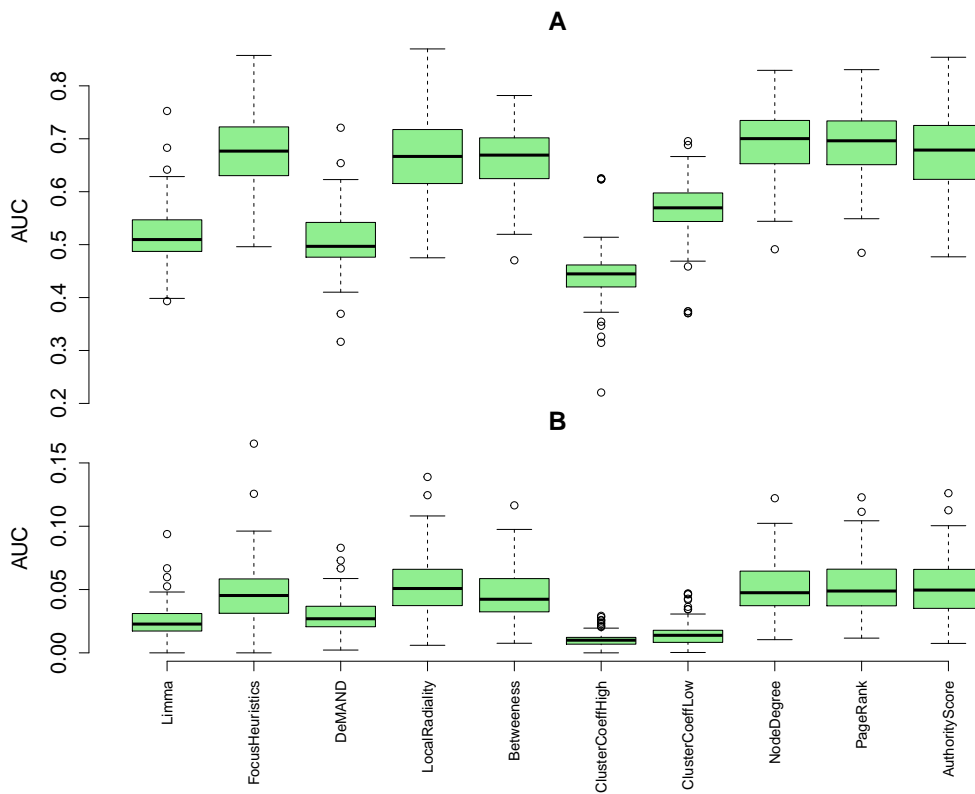 A
AUC
0.8
0.7
0.6
0.5
0.4
0.3
0.2
B
AUC
0.15
0.10
0.05
0.00
Limma
FocusHeuristics
DeMAND
LocalRadiality
Betweeness
ClusterCoeffHigh
ClusterCoeffLow
NodeDegree
PageRank
AuthorityScore